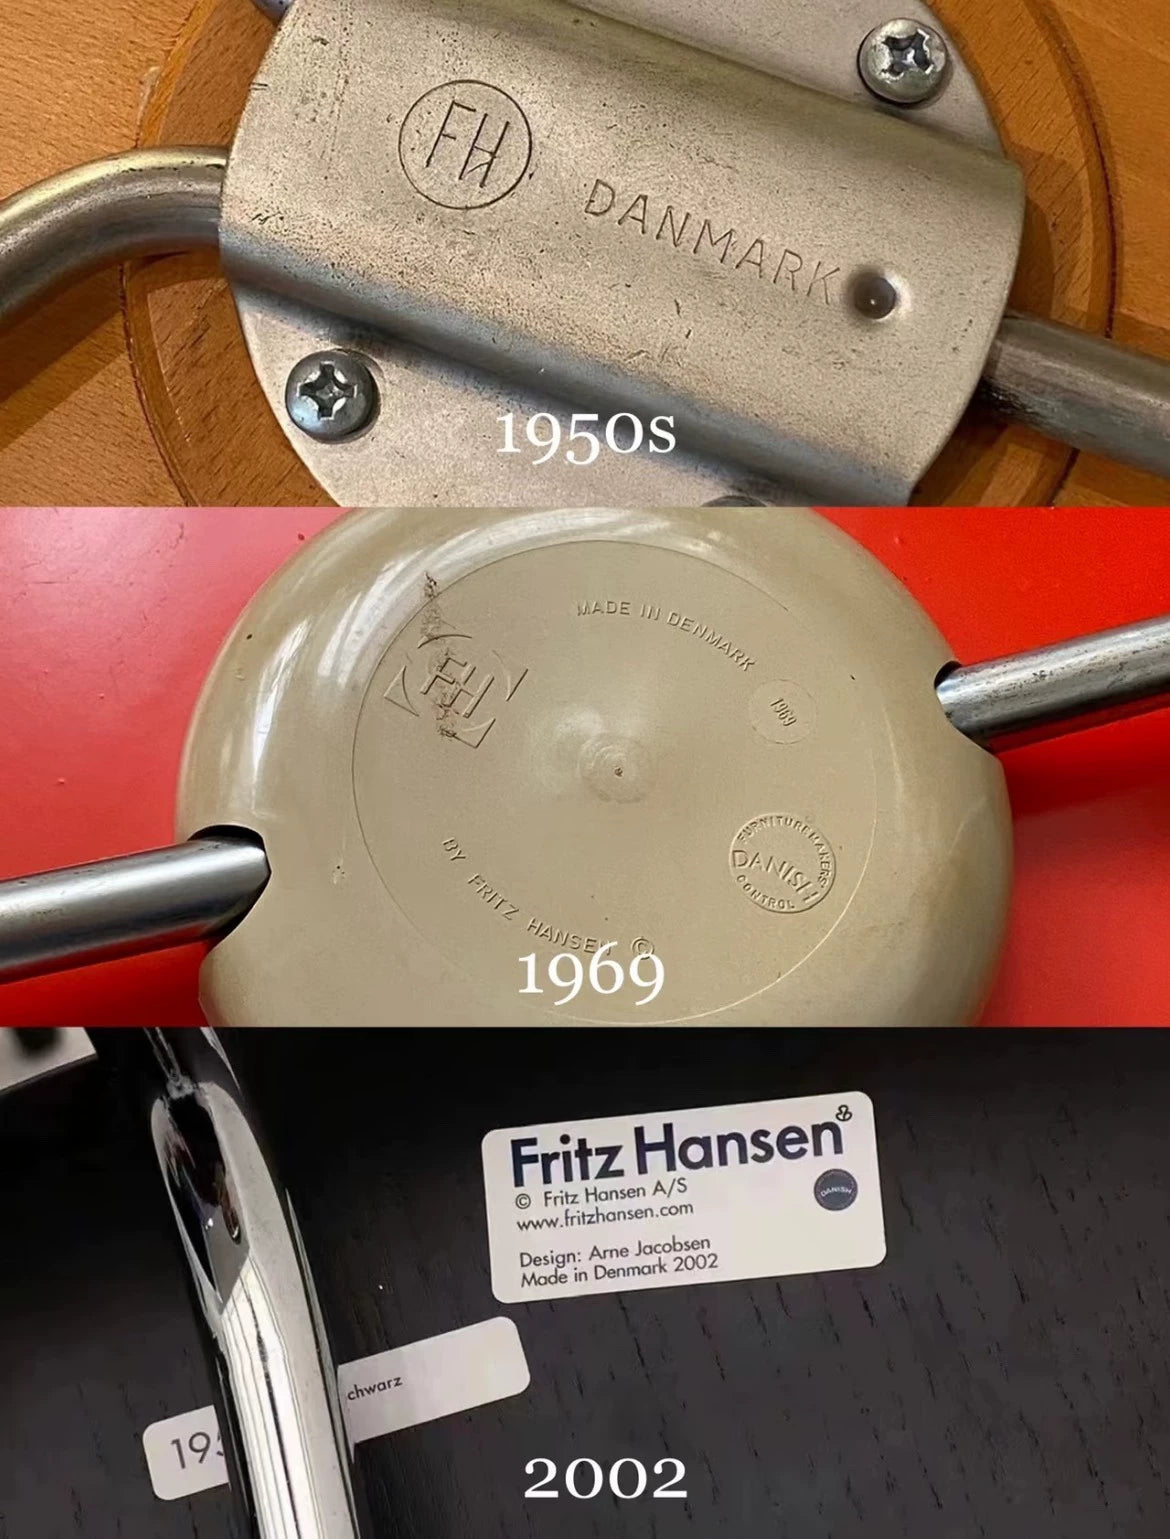 FH
DANMARK
1950s
MADE IN DENMARK
FH
1969
FURNITUREMAKERS
DANISH
CONTROL
BY FRITZ HANSEN ©
1969
Fritz Hansen
© Fritz Hansen A/S
www.fritzhansen.com
DANISH
Design: Arne Jacobsen
Made in Denmark 2002
chwarz
195
2002